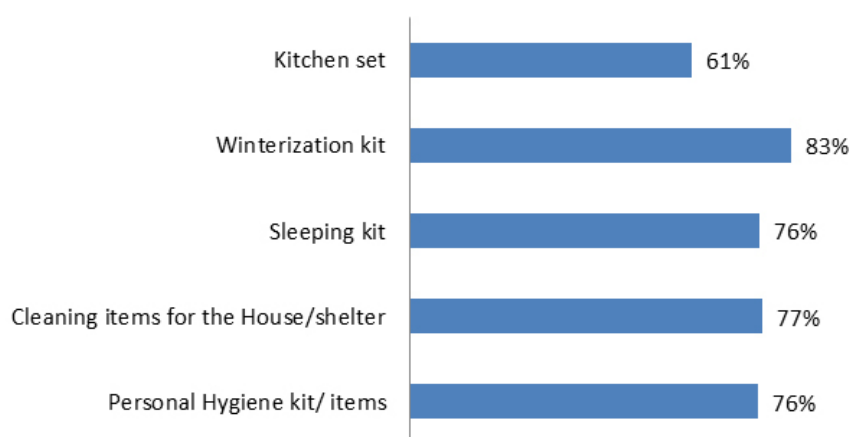 Kitchen set 61%
Winterization kit 83%
Sleeping kit 76%
Cleaning items for the House/shelter 77%
Personal Hygiene kit/ items 76%